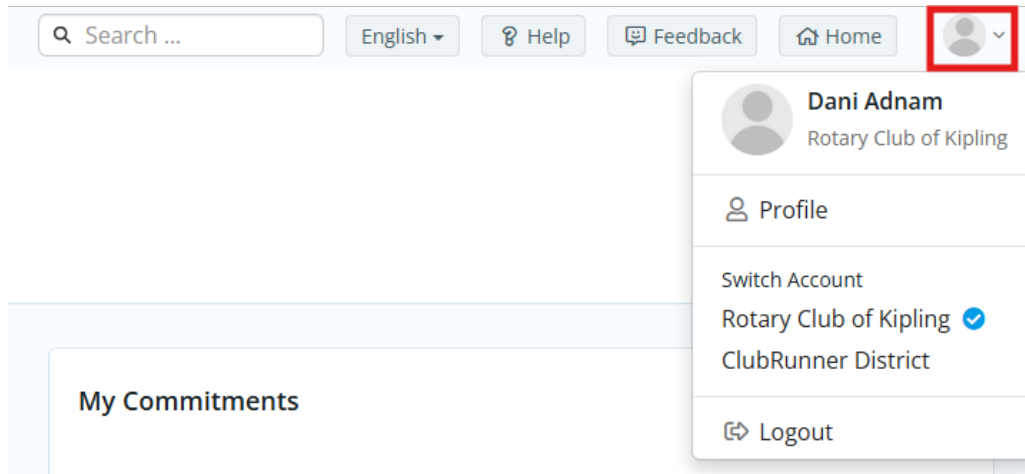 Search ...
English
Help
Feedback
Home
Dani Adnam
Rotary Club of Kipling
Profile
Switch Account
Rotary Club of Kipling
ClubRunner District
My Commitments
Logout